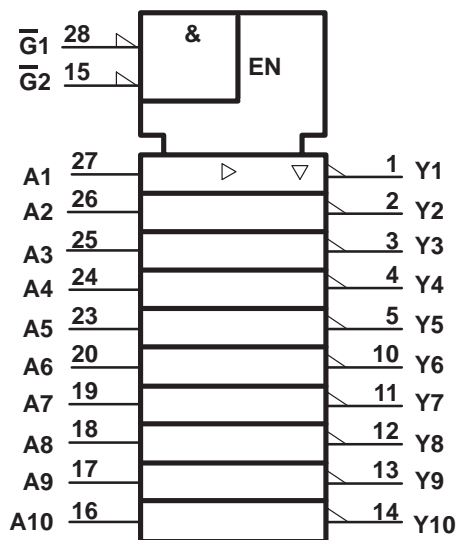 G̅1 28 &
G̅2 15 EN
A1 27 1 Y1
A2 26 2 Y2
A3 25 3 Y3
A4 24 4 Y4
A5 23 5 Y5
A6 20 10 Y6
A7 19 11 Y7
A8 18 12 Y8
A9 17 13 Y9
A10 16 14 Y10